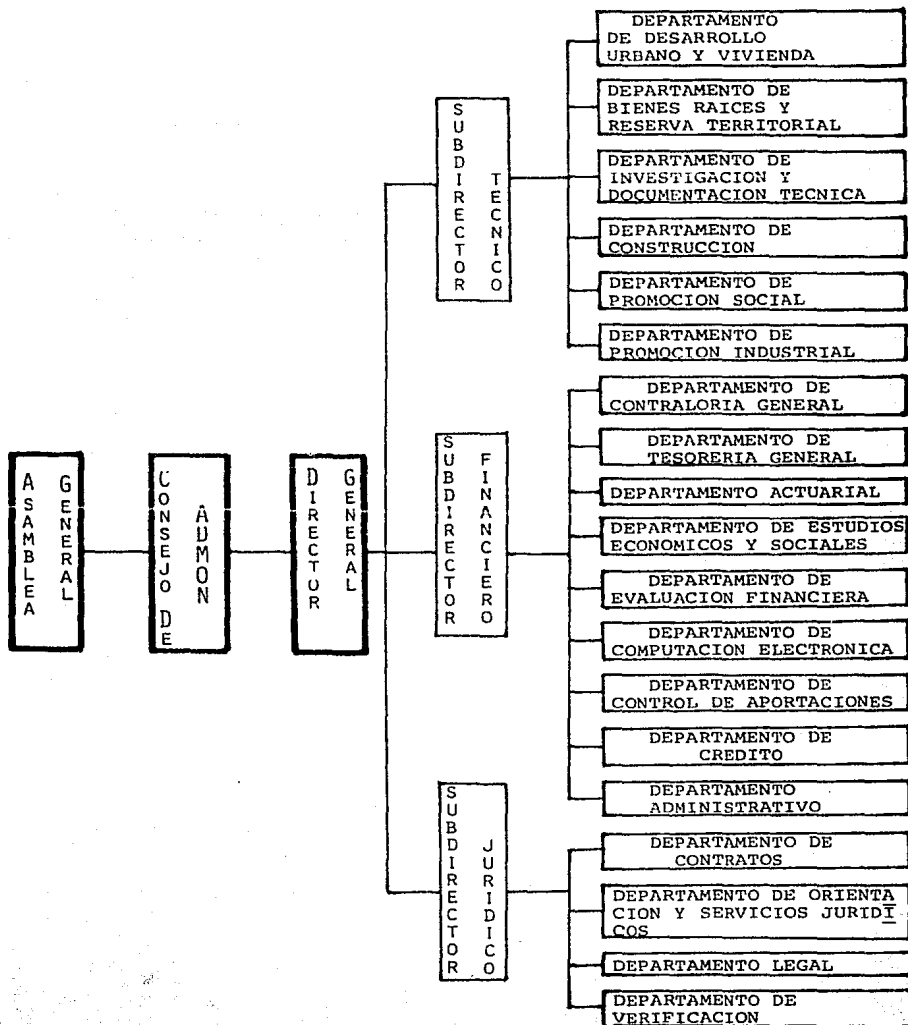 ASAMBLEA
GENERAL
CONSEJO DE
ADMON
DIRECTOR
GENERAL
SUBDIRECTOR
TECNICO
DEPARTAMENTO
DE DESARROLLO
URBANO Y VIVIENDA
DEPARTAMENTO DE
BIENES RAICES Y
RESERVA TERRITORIAL
DEPARTAMENTO DE
INVESTIGACION Y
DOCUMENTACION TECNICA
DEPARTAMENTO DE
CONSTRUCCION
DEPARTAMENTO DE
PROMOCION SOCIAL
DEPARTAMENTO DE
PROMOCION INDUSTRIAL
SUBDIRECTOR
FINANCIERO
DEPARTAMENTO DE
CONTRALORIA GENERAL
DEPARTAMENTO DE
TESORERIA GENERAL
DEPARTAMENTO ACTUARIAL
DEPARTAMENTO DE ESTUDIOS
ECONOMICOS Y SOCIALES
DEPARTAMENTO DE
EVALUACION FINANCIERA
DEPARTAMENTO DE
COMPUTACION ELECTRONICA
DEPARTAMENTO DE
CONTROL DE APORTACIONES
DEPARTAMENTO DE
CREDITO
DEPARTAMENTO
ADMINISTRATIVO
SUBDIRECTOR
JURIDICO
DEPARTAMENTO DE
CONTRATOS
DEPARTAMENTO DE ORIENTA
CION Y SERVICIOS JURIDI
COS
DEPARTAMENTO LEGAL
DEPARTAMENTO DE
VERIFICACION